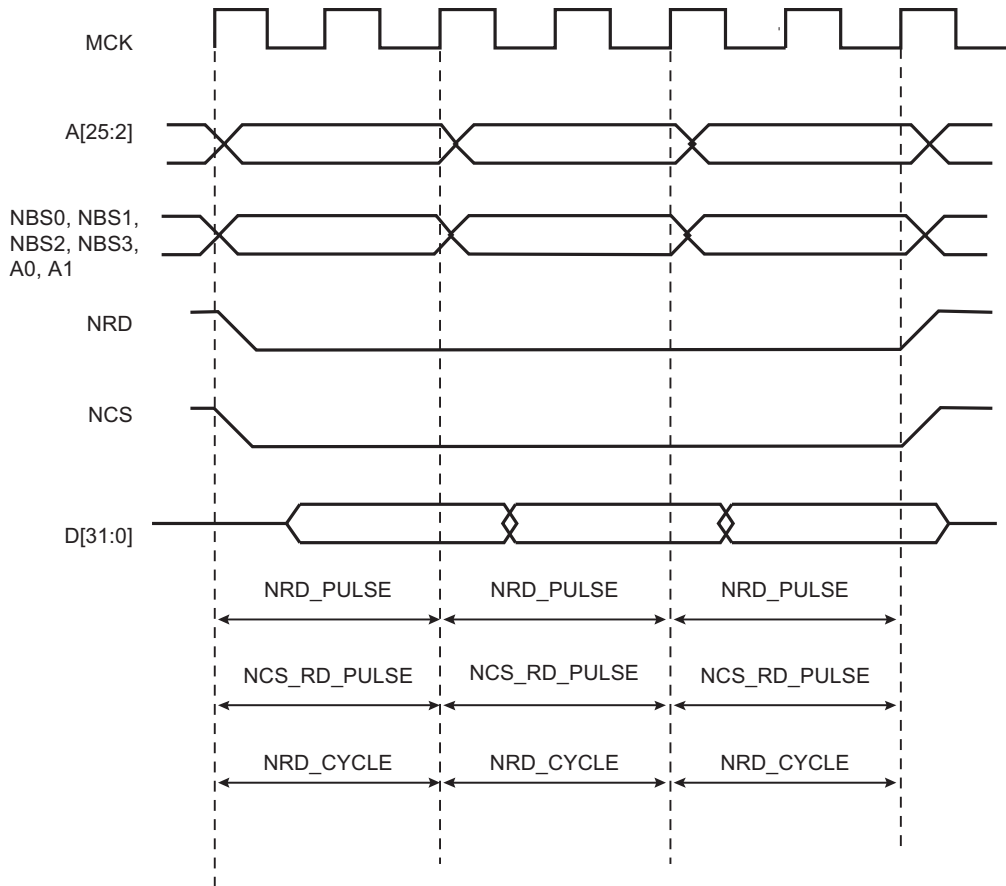 MCK
A[25:2]
NBS0, NBS1,
NBS2, NBS3,
A0, A1
NRD
NCS
D[31:0]
NRD_PULSE NRD_PULSE NRD_PULSE
NCS_RD_PULSE NCS_RD_PULSE NCS_RD_PULSE
NRD_CYCLE NRD_CYCLE NRD_CYCLE